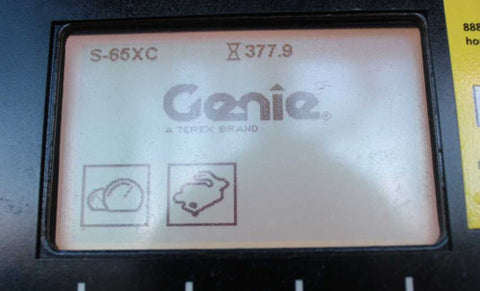 S-65XC 377.9
Genie®
A TEREX BRAND
888
ho